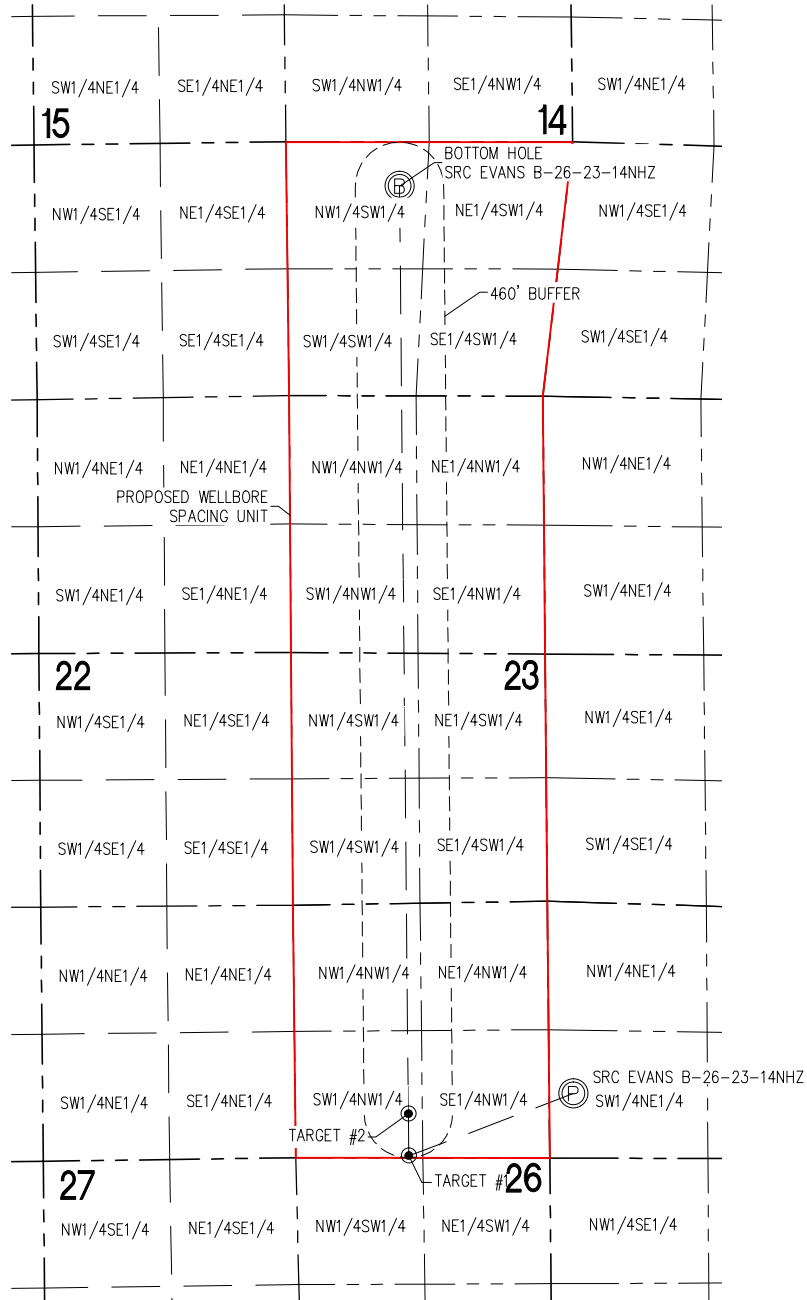 SW1/4NE1/4 SE1/4NE1/4 SW1/4NW1/4 SE1/4NW1/4 SW1/4NE1/4
15 14
BOTTOM HOLE
SRC EVANS B-26-23-14NHZ
B
NW1/4SE1/4 NE1/4SE1/4 NW1/4SW1/4 NE1/4SW1/4 NW1/4SE1/4
460' BUFFER
SW1/4SE1/4 SE1/4SE1/4 SW1/4SW1/4 SE1/4SW1/4 SW1/4SE1/4
NW1/4NE1/4 NE1/4NE1/4 NW1/4NW1/4 NE1/4NW1/4 NW1/4NE1/4
PROPOSED WELLBORE
SPACING UNIT
SW1/4NE1/4 SE1/4NE1/4 SW1/4NW1/4 SE1/4NW1/4 SW1/4NE1/4
22 23
NW1/4SE1/4 NE1/4SE1/4 NW1/4SW1/4 NE1/4SW1/4 NW1/4SE1/4
SW1/4SE1/4 SE1/4SE1/4 SW1/4SW1/4 SE1/4SW1/4 SW1/4SE1/4
NW1/4NE1/4 NE1/4NE1/4 NW1/4NW1/4 NE1/4NW1/4 NW1/4NE1/4
P SRC EVANS B-26-23-14NHZ
SW1/4NE1/4 SE1/4NE1/4 SW1/4NW1/4 SE1/4NW1/4 SW1/4NE1/4
TARGET #2
TARGET #1
27 26
NW1/4SE1/4 NE1/4SE1/4 NW1/4SW1/4 NE1/4SW1/4 NW1/4SE1/4